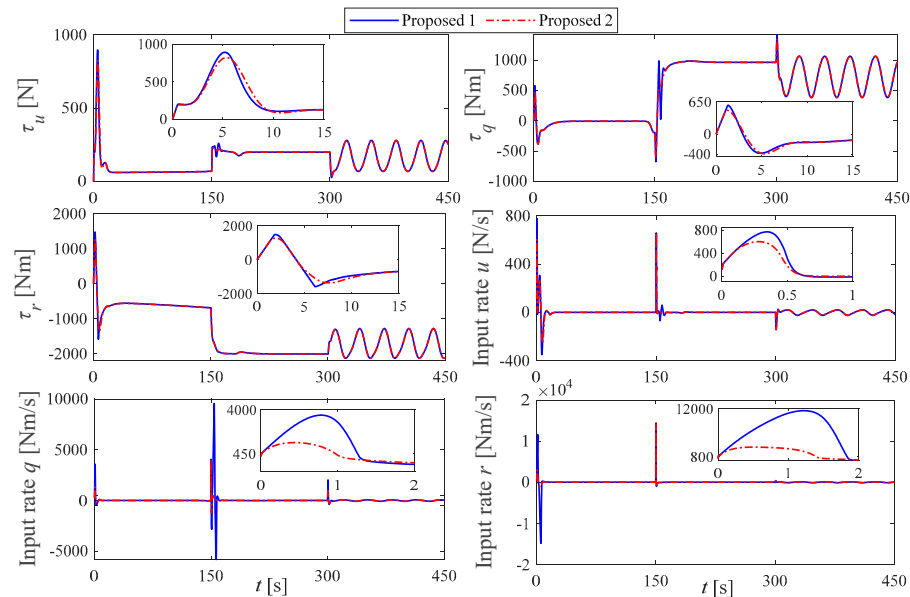 Proposed 1 Proposed 2
τu [N]
1000
500
0
0 150 300 450
1000
500
0
0 5 10 15
τq [Nm]
1000
500
0
-500
-1000
0 150 300 450
650
0
-400
0 5 10 15
τr [Nm]
2000
1000
0
-1000
-2000
0 150 300 450
2000
0
-2000
0 5 10 15
Input rate u [N/s]
800
400
0
-400
0 150 300 450
800
400
0
0 0.5 1
Input rate q [Nm/s]
10000
5000
0
-5000
0 150 300 450
t [s]
4000
450
0 1 2
Input rate r [Nm/s]
×10^4
2
1
0
-1
-2
0 150 300 450
t [s]
12000
800
0 1 2